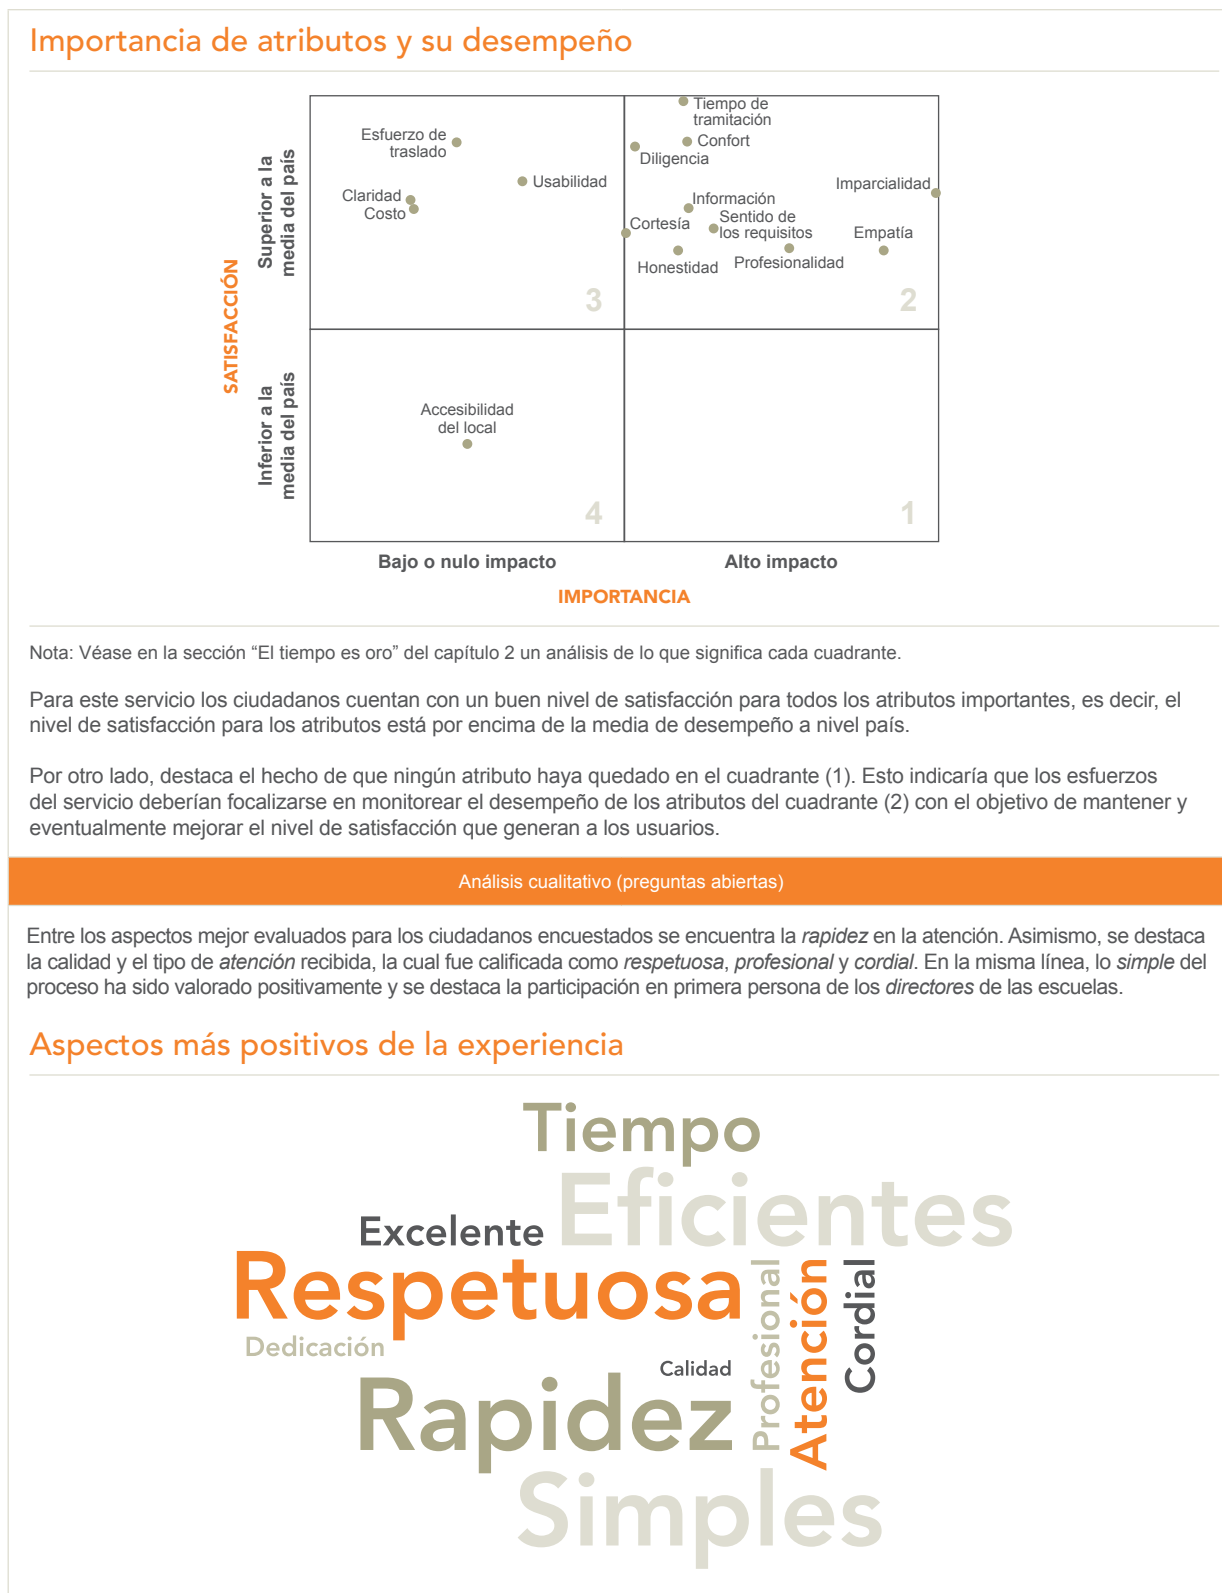 Importancia de atributos y su desempeño
SATISFACCIÓN
Superior a la
media del país
Inferior a la
media del país
Esfuerzo de
traslado
Usabilidad
Claridad
Costo
3
Tiempo de
tramitación
Confort
Diligencia
Imparcialidad
Información
Cortesía
Sentido de
los requisitos
Empatía
Honestidad
Profesionalidad
2
Accesibilidad
del local
4
1
Bajo o nulo impacto
Alto impacto
IMPORTANCIA
Nota: Véase en la sección “El tiempo es oro” del capítulo 2 un análisis de lo que significa cada cuadrante.
Para este servicio los ciudadanos cuentan con un buen nivel de satisfacción para todos los atributos importantes, es decir, el
nivel de satisfacción para los atributos está por encima de la media de desempeño a nivel país.
Por otro lado, destaca el hecho de que ningún atributo haya quedado en el cuadrante (1). Esto indicaría que los esfuerzos
del servicio deberían focalizarse en monitorear el desempeño de los atributos del cuadrante (2) con el objetivo de mantener y
eventualmente mejorar el nivel de satisfacción que generan a los usuarios.
Análisis cualitativo (preguntas abiertas)
Entre los aspectos mejor evaluados para los ciudadanos encuestados se encuentra la rapidez en la atención. Asimismo, se destaca
la calidad y el tipo de atención recibida, la cual fue calificada como respetuosa, profesional y cordial. En la misma línea, lo simple del
proceso ha sido valorado positivamente y se destaca la participación en primera persona de los directores de las escuelas.
Aspectos más positivos de la experiencia
Tiempo
Eficientes
Excelente
Respetuosa
Dedicación
Calidad
Rapidez
Profesional
Atención
Cordial
Simples